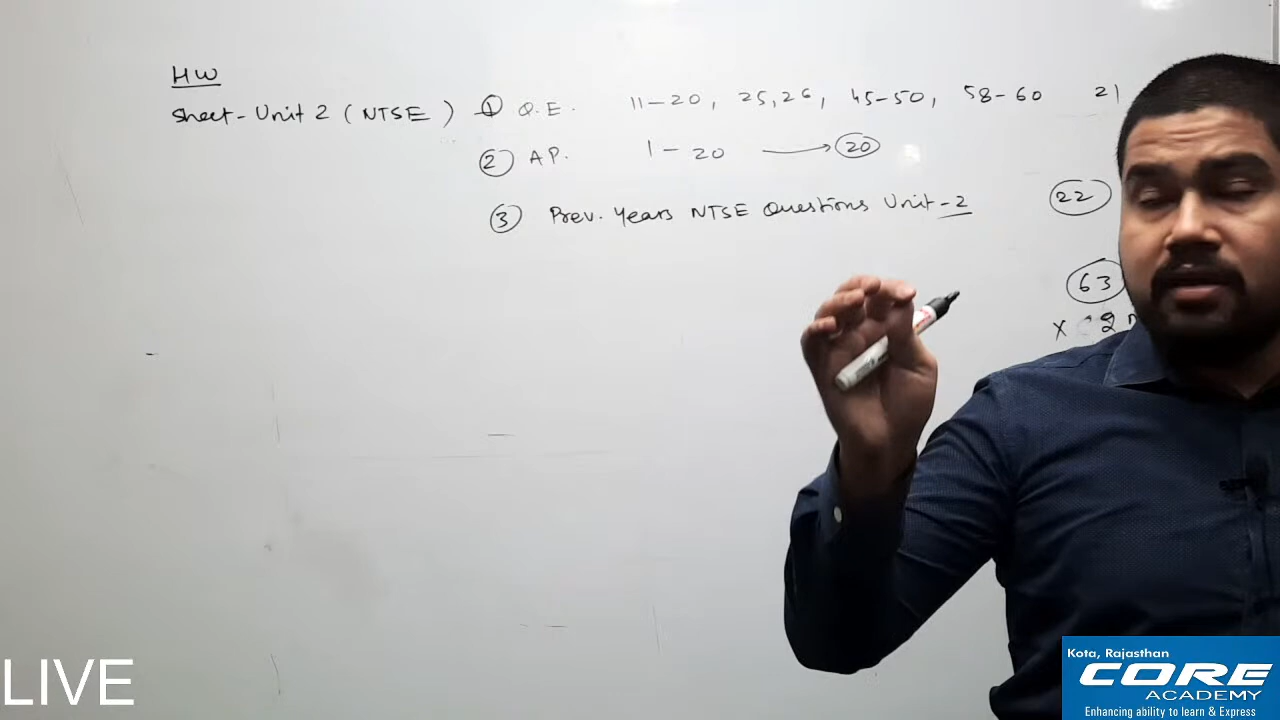 HW
Sheet - Unit 2 (NTSE) ① Q.E. 11-20, 25,26, 45-50, 58-60 21
② AP. 1-20 → 20
③ Prev. Years NTSE Questions Unit-2 22
63
x 2
LIVE
Kota, Rajasthan
CORE
ACADEMY
Enhancing ability to learn & Express